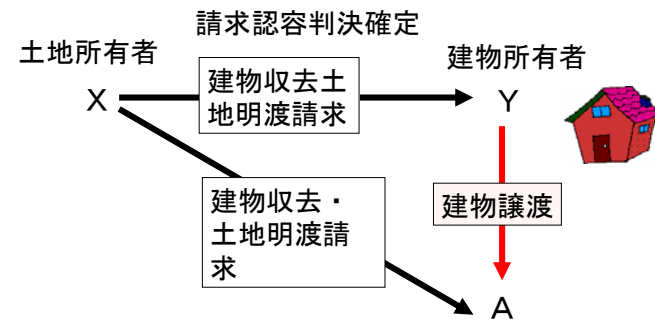 請求認容判決確定
土地所有者
建物所有者
建物収去土
地明渡請求
X
Y
建物収去・
土地明渡請
求
建物譲渡
A